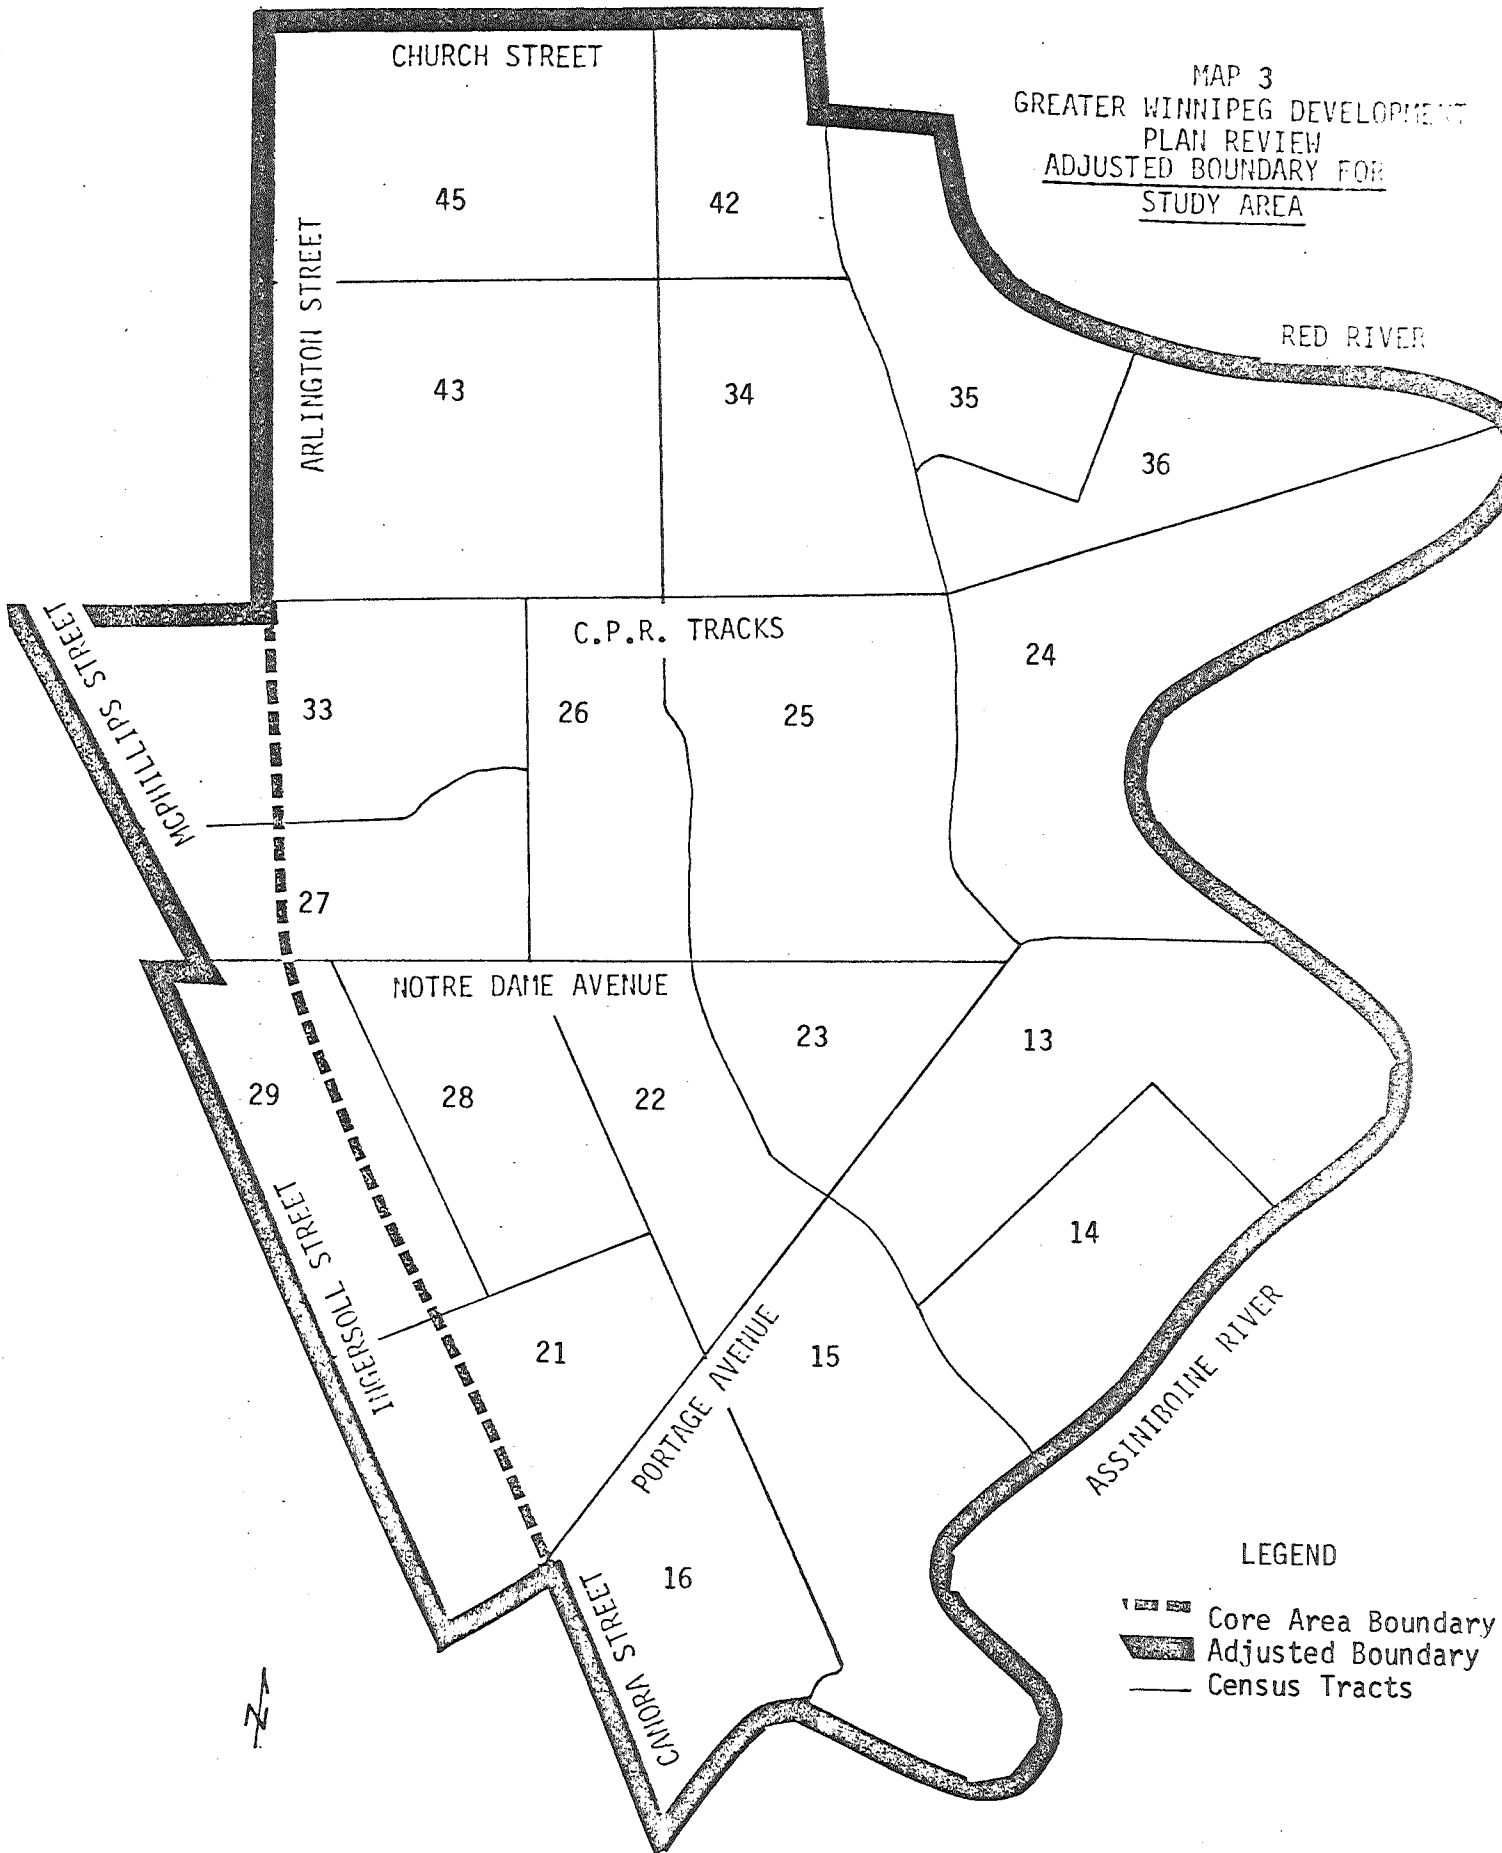 MAP 3
GREATER WINNIPEG DEVELOPMENT
PLAN REVIEW
ADJUSTED BOUNDARY FOR
STUDY AREA
CHURCH STREET
45
42
ARLINGTON STREET
RED RIVER
43
34
35
36
C.P.R. TRACKS
MCPHILLIPS STREET
33
26
25
24
27
NOTRE DAME AVENUE
23
13
29
28
22
INGERSOLL STREET
14
21
PORTAGE AVENUE
15
ASSINIBOINE RIVER
16
CANORA STREET
N
LEGEND
Core Area Boundary
Adjusted Boundary
Census Tracts